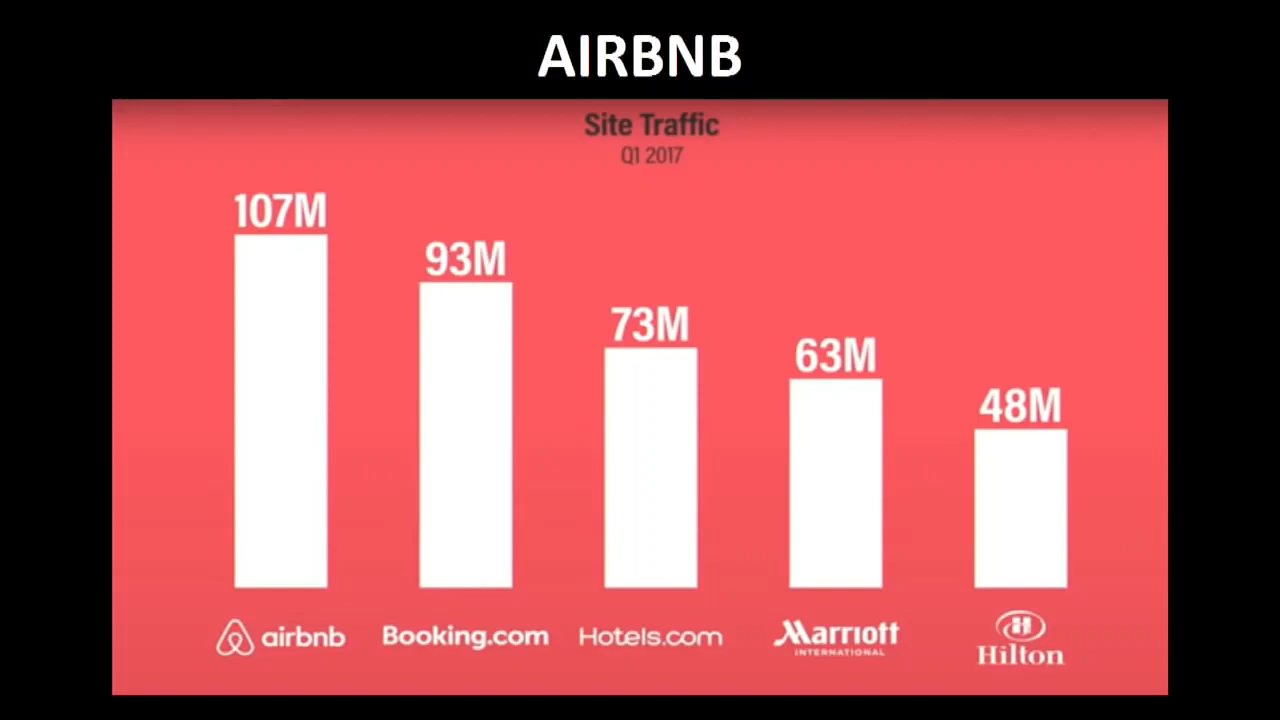 AIRBNB
Site Traffic
Q1 2017
107M
93M
73M
63M
48M
airbnb
Booking.com
Hotels.com
Marriott
INTERNATIONAL
H
Hilton